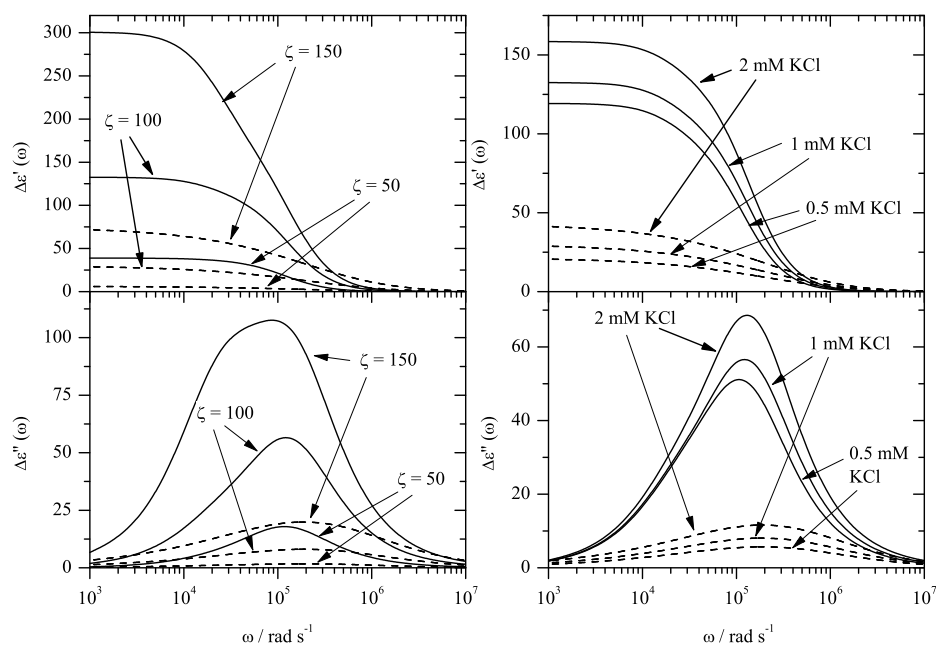 300
250
200
150
100
50
0
Δε' (ω)
ζ = 150
ζ = 100
ζ = 50
150
100
50
0
Δε' (ω)
2 mM KCl
1 mM KCl
0.5 mM KCl
100
75
50
25
0
Δε'' (ω)
ζ = 150
ζ = 100
ζ = 50
10³ 10⁴ 10⁵ 10⁶ 10⁷
ω / rad s⁻¹
60
40
20
0
Δε'' (ω)
2 mM KCl
1 mM KCl
0.5 mM
KCl
10³ 10⁴ 10⁵ 10⁶ 10⁷
ω / rad s⁻¹